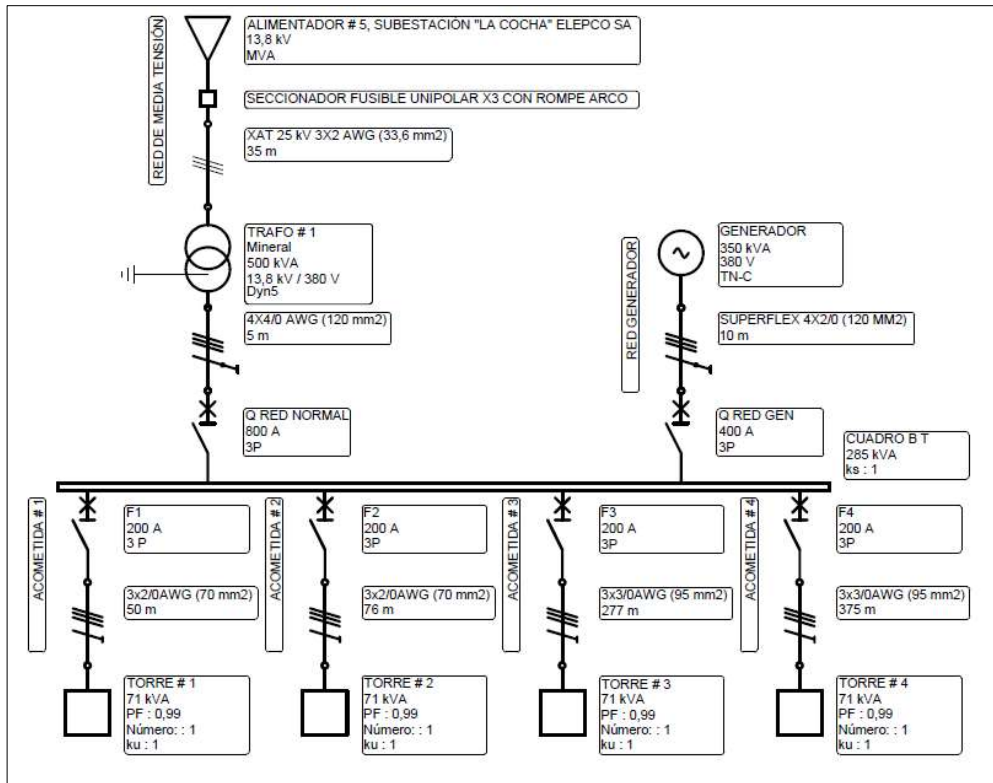 RED DE MEDIA TENSIÓN
ALIMENTADOR # 5, SUBESTACIÓN "LA COCHA" ELEPCO SA
13,8 kV
MVA
SECCIONADOR FUSIBLE UNIPOLAR X3 CON ROMPE ARCO
XAT 25 kV 3X2 AWG (33,6 mm2)
35 m
TRAFO # 1
Mineral
500 kVA
13,8 kV / 380 V
Dyn5
4X4/0 AWG (120 mm2)
5 m
Q RED NORMAL
800 A
3P
RED GENERADOR
GENERADOR
350 kVA
380 V
TN-C
SUPERFLEX 4X2/0 (120 MM2)
10 m
Q RED GEN
400 A
3P
CUADRO B T
285 kVA
ks : 1
ACOMETIDA # 1
F1
200 A
3 P
3x2/0AWG (70 mm2)
50 m
TORRE # 1
71 kVA
PF : 0,99
Número: : 1
ku : 1
ACOMETIDA # 2
F2
200 A
3P
3x2/0AWG (70 mm2)
76 m
TORRE # 2
71 kVA
PF : 0,99
Número: : 1
ku : 1
ACOMETIDA # 3
F3
200 A
3P
3x3/0AWG (95 mm2)
277 m
TORRE # 3
71 kVA
PF : 0,99
Número: : 1
ku : 1
ACOMETIDA # 4
F4
200 A
3P
3x3/0AWG (95 mm2)
375 m
TORRE # 4
71 kVA
PF : 0,99
Número: : 1
ku : 1